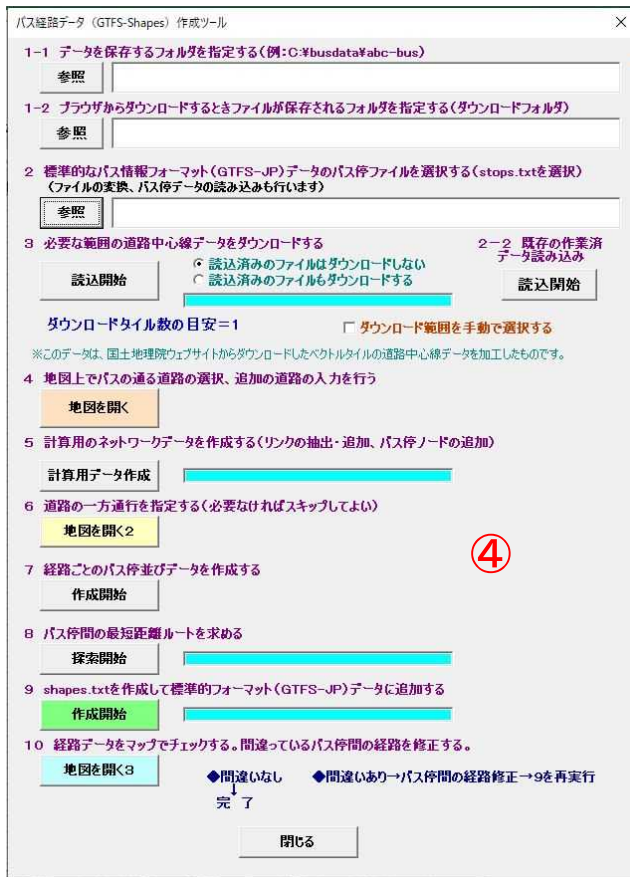 バス経路データ（GTFS-Shapes）作成ツール
1-1 データを保存するフォルダを指定する(例:C:¥busdata¥abc-bus)
参照
1-2 ブラウザからダウンロードするときファイルが保存されるフォルダを指定する(ダウンロードフォルダ)
参照
2 標準的なバス情報フォーマット(GTFS-JP)データのバス停ファイルを選択する(stops.txtを選択)
(ファイルの変換、バス停データの読み込みも行います)
参照
3 必要な範囲の道路中心線データをダウンロードする
2-2 既存の作業済
データ読み込み
読込開始
読込済みのファイルはダウンロードしない
読込済みのファイルもダウンロードする
読込開始
ダウンロードタイル数の目安=1
ダウンロード範囲を手動で選択する
※このデータは、国土地理院ウェブサイトからダウンロードしたベクトルタイルの道路中心線データを加工したものです。
4 地図上でバスの通る道路の選択、追加の道路の入力を行う
地図を開く
5 計算用のネットワークデータを作成する(リンクの抽出・追加、バス停ノードの追加)
計算用データ作成
6 道路の一方通行を指定する(必要なければスキップしてよい)
地図を開く2
④
7 経路ごとのバス停並びデータを作成する
作成開始
8 バス停間の最短距離ルートを求める
探索開始
9 shapes.txtを作成して標準的フォーマット(GTFS-JP)データに追加する
作成開始
10 経路データをマップでチェックする。間違っているバス停間の経路を修正する。
地図を開く3
◆間違いなし
↓
完 了
◆間違いあり→バス停間の経路修正→9を再実行
閉じる